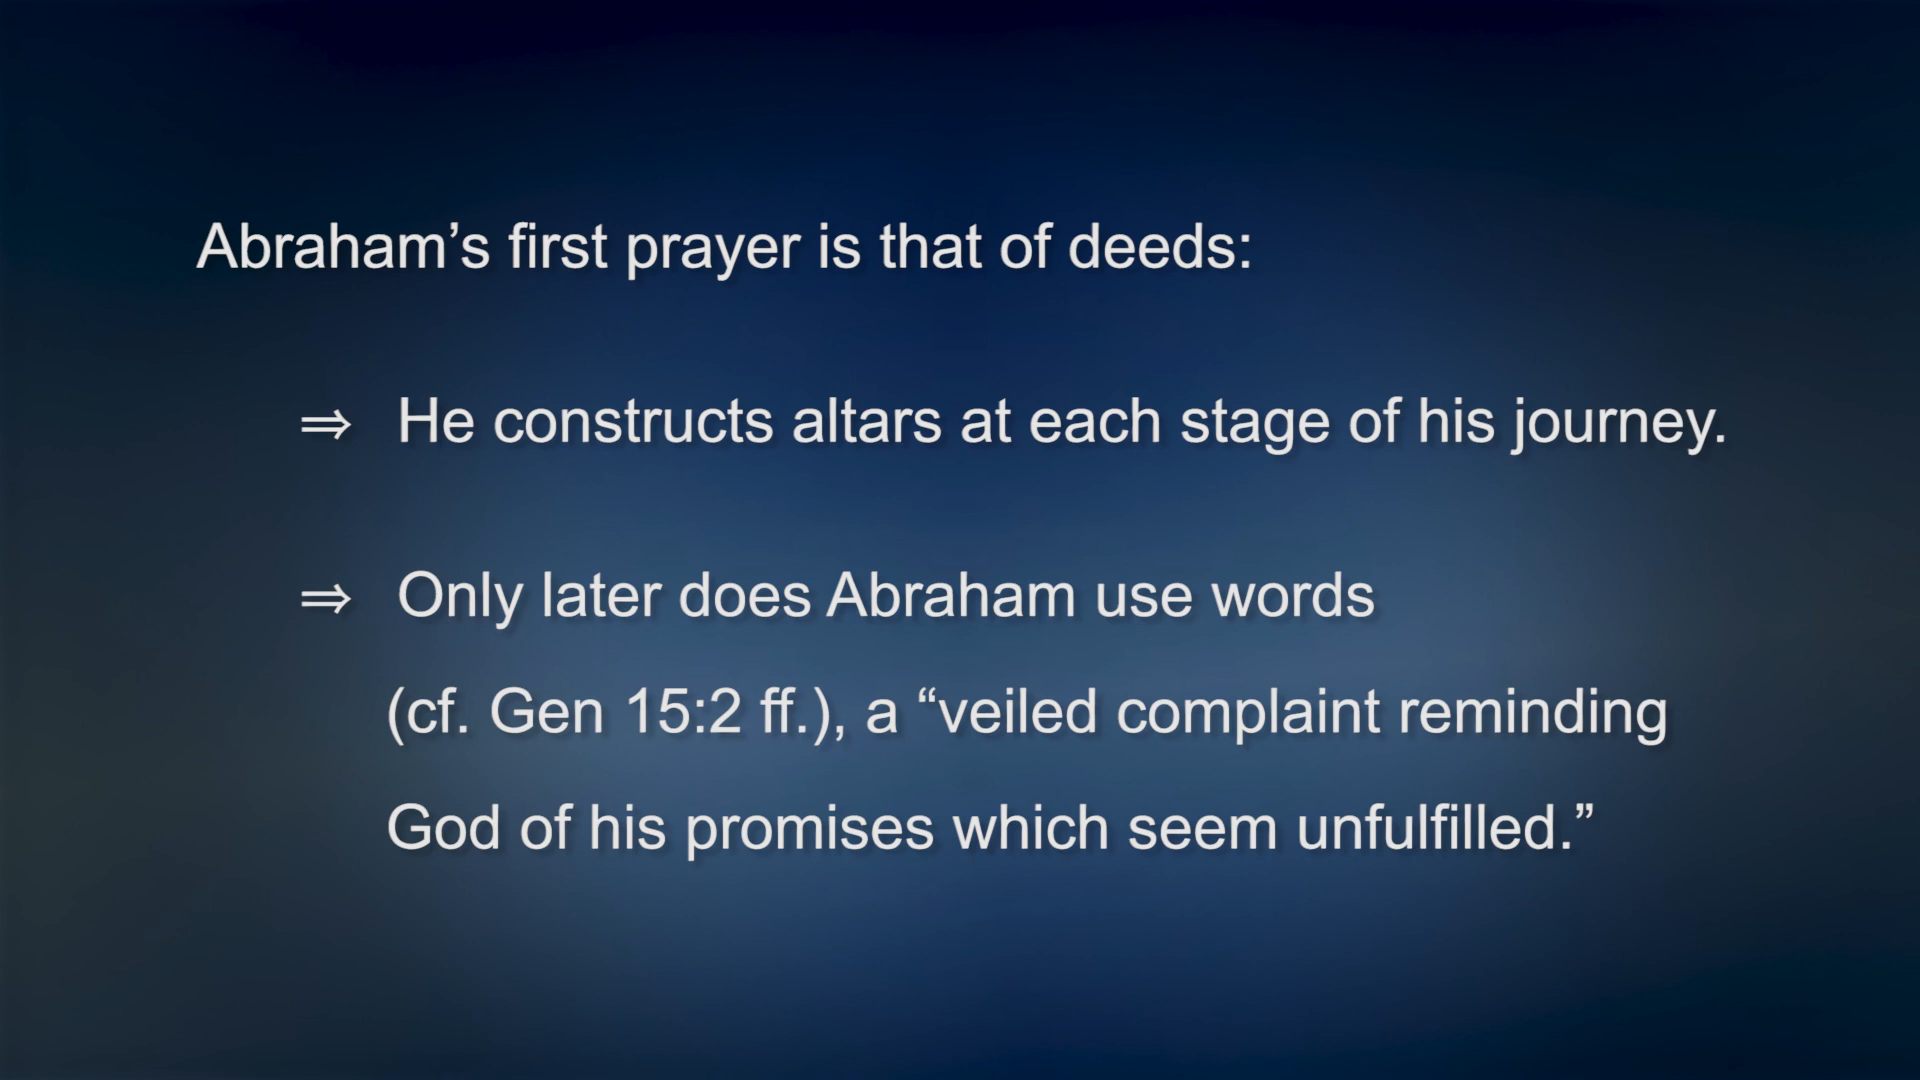 Abraham’s first prayer is that of deeds:
⇒ He constructs altars at each stage of his journey.
⇒ Only later does Abraham use words
(cf. Gen 15:2 ff.), a “veiled complaint reminding
God of his promises which seem unfulfilled.”